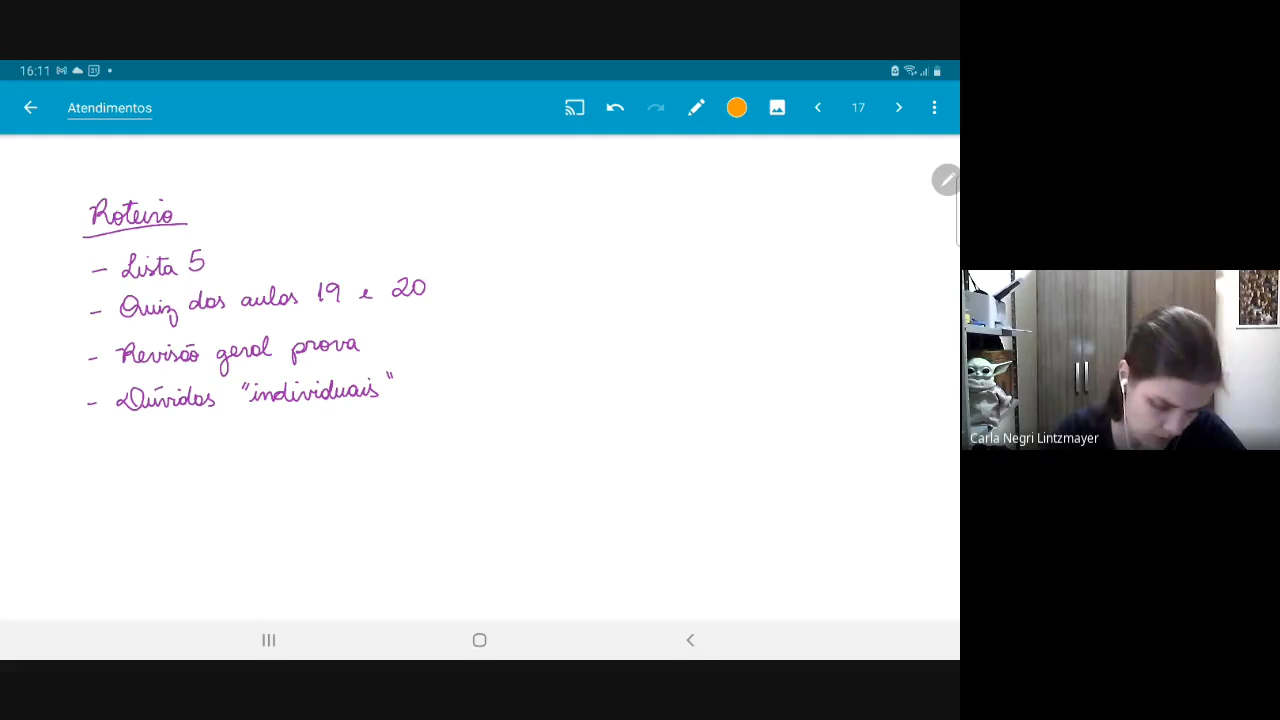 16:11
31
Atendimentos
17
Roteiro
- Lista 5
- Quiz das aulas 19 e 20
- Revisão geral prova
- Dúvidas "individuais"
Carla Negri Lintzmayer